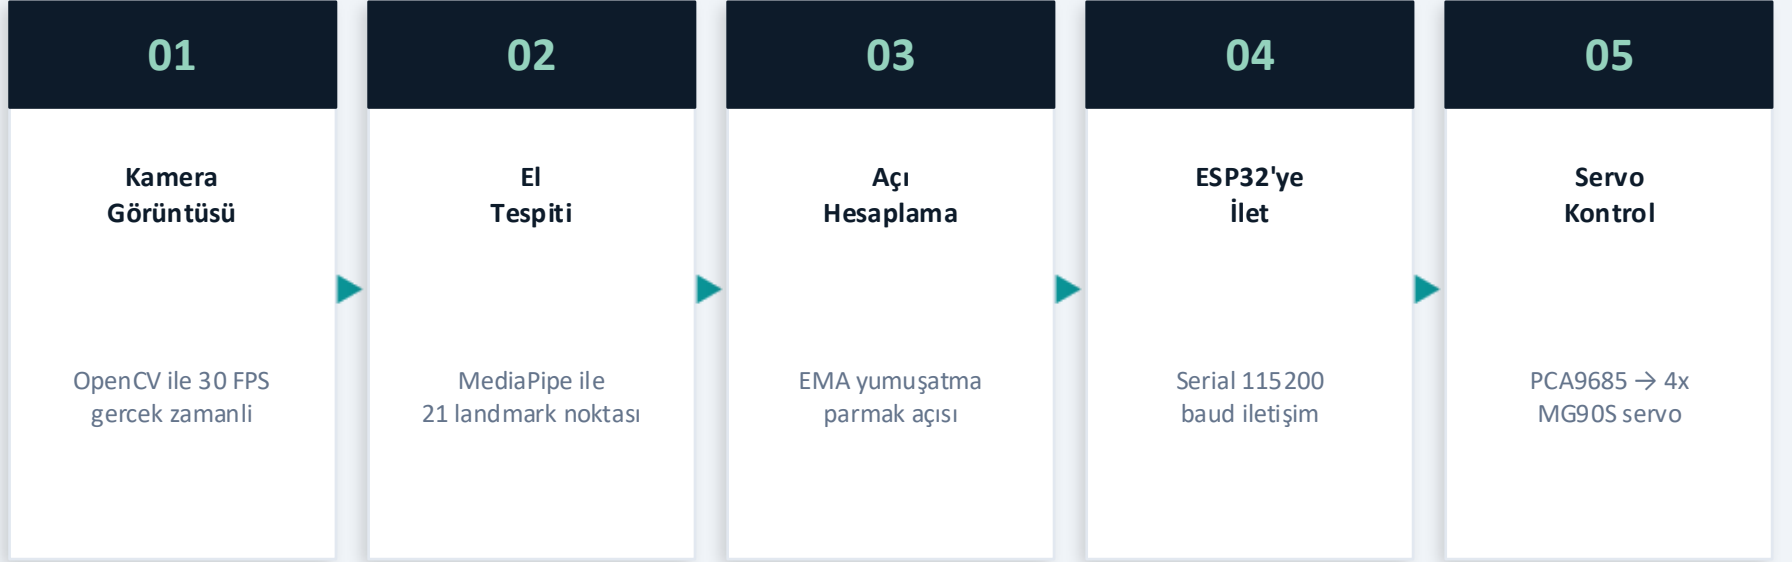 01
Kamera
Görüntüsü
OpenCV ile 30 FPS
gercek zamanli
02
El
Tespiti
MediaPipe ile
21 landmark noktası
03
Açı
Hesaplama
EMA yumuşatma
parmak açısı
04
ESP32'ye
İlet
Serial 115200
baud iletişim
05
Servo
Kontrol
PCA9685 → 4x
MG90S servo